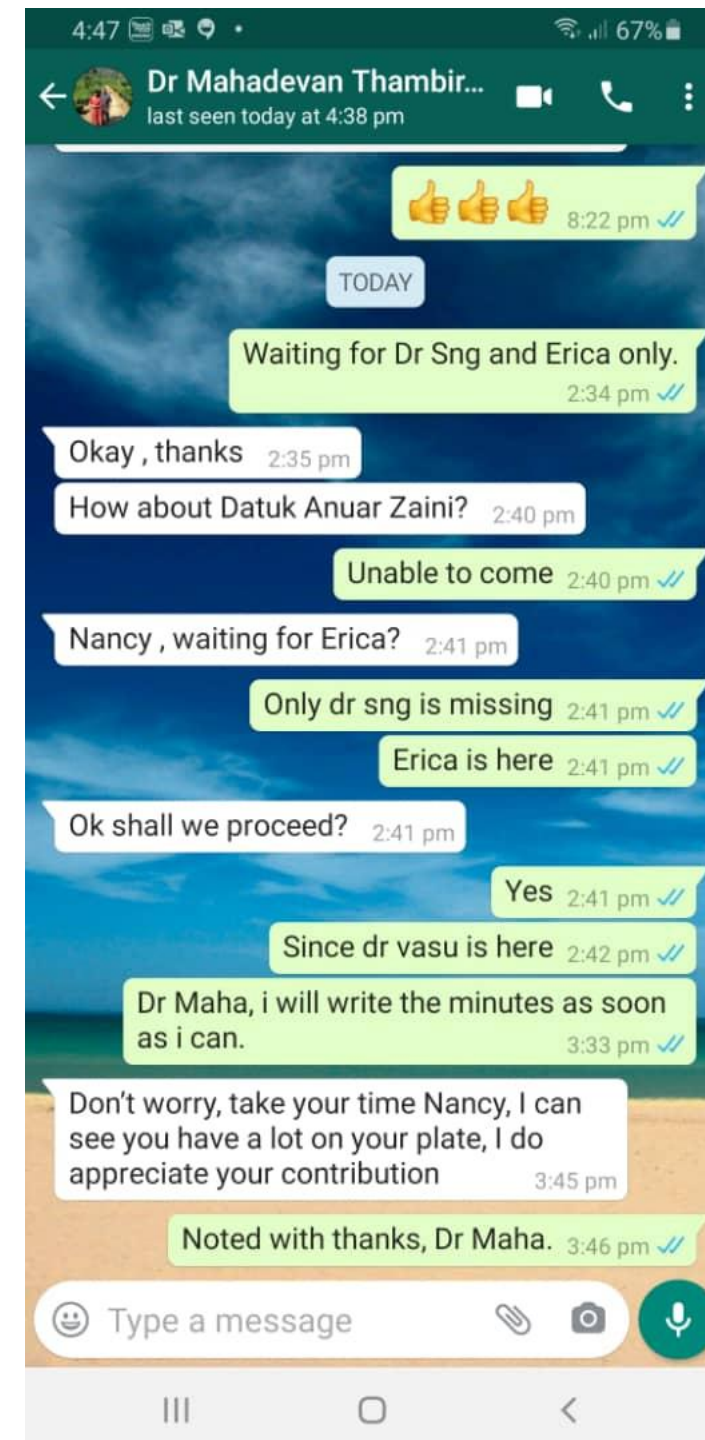 4:47
67%
Dr Mahadevan Thambir...
last seen today at 4:38 pm
8:22 pm
TODAY
Waiting for Dr Sng and Erica only.
2:34 pm
Okay , thanks 2:35 pm
How about Datuk Anuar Zaini? 2:40 pm
Unable to come 2:40 pm
Nancy , waiting for Erica? 2:41 pm
Only dr sng is missing 2:41 pm
Erica is here 2:41 pm
Ok shall we proceed? 2:41 pm
Yes 2:41 pm
Since dr vasu is here 2:42 pm
Dr Maha, i will write the minutes as soon
as i can. 3:33 pm
Don't worry, take your time Nancy, I can
see you have a lot on your plate, I do
appreciate your contribution 3:45 pm
Noted with thanks, Dr Maha. 3:46 pm
Type a message